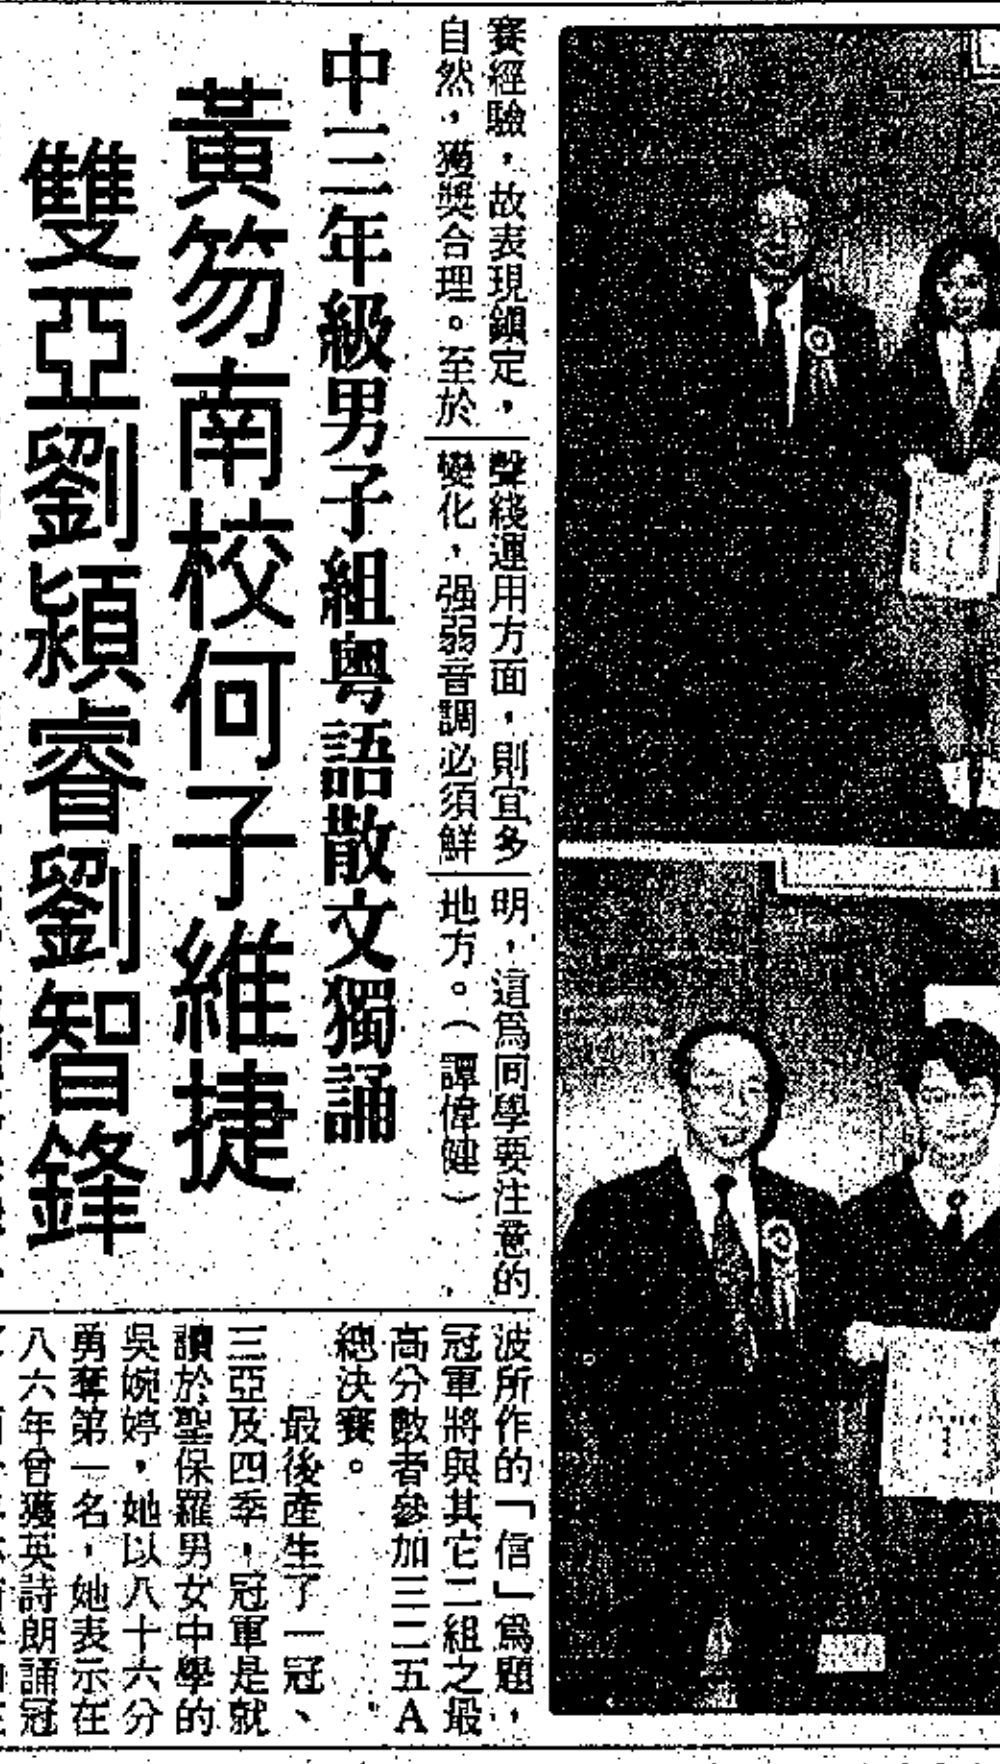 賽經驗，故表現鎮定，
自然，獲獎合理。至於
聲綫運用方面，則宜多
變化，强弱音調必須鮮
明，這爲同學要注意的
地方。（譚偉健）
中三年級男子組粵語散文獨誦
黃笏南校何子維捷
雙亞劉潁睿劉智鋒
波所作的「信」爲題，
冠軍將與其它二組之最
高分數者參加三二五A
總決賽。
最後產生了一冠、
三亞及四季，冠軍是就
讀於聖保羅男女中學的
吳婉婷，她以八十六分
勇奪第一名，她表示在
八六年曾獲英詩朗誦冠